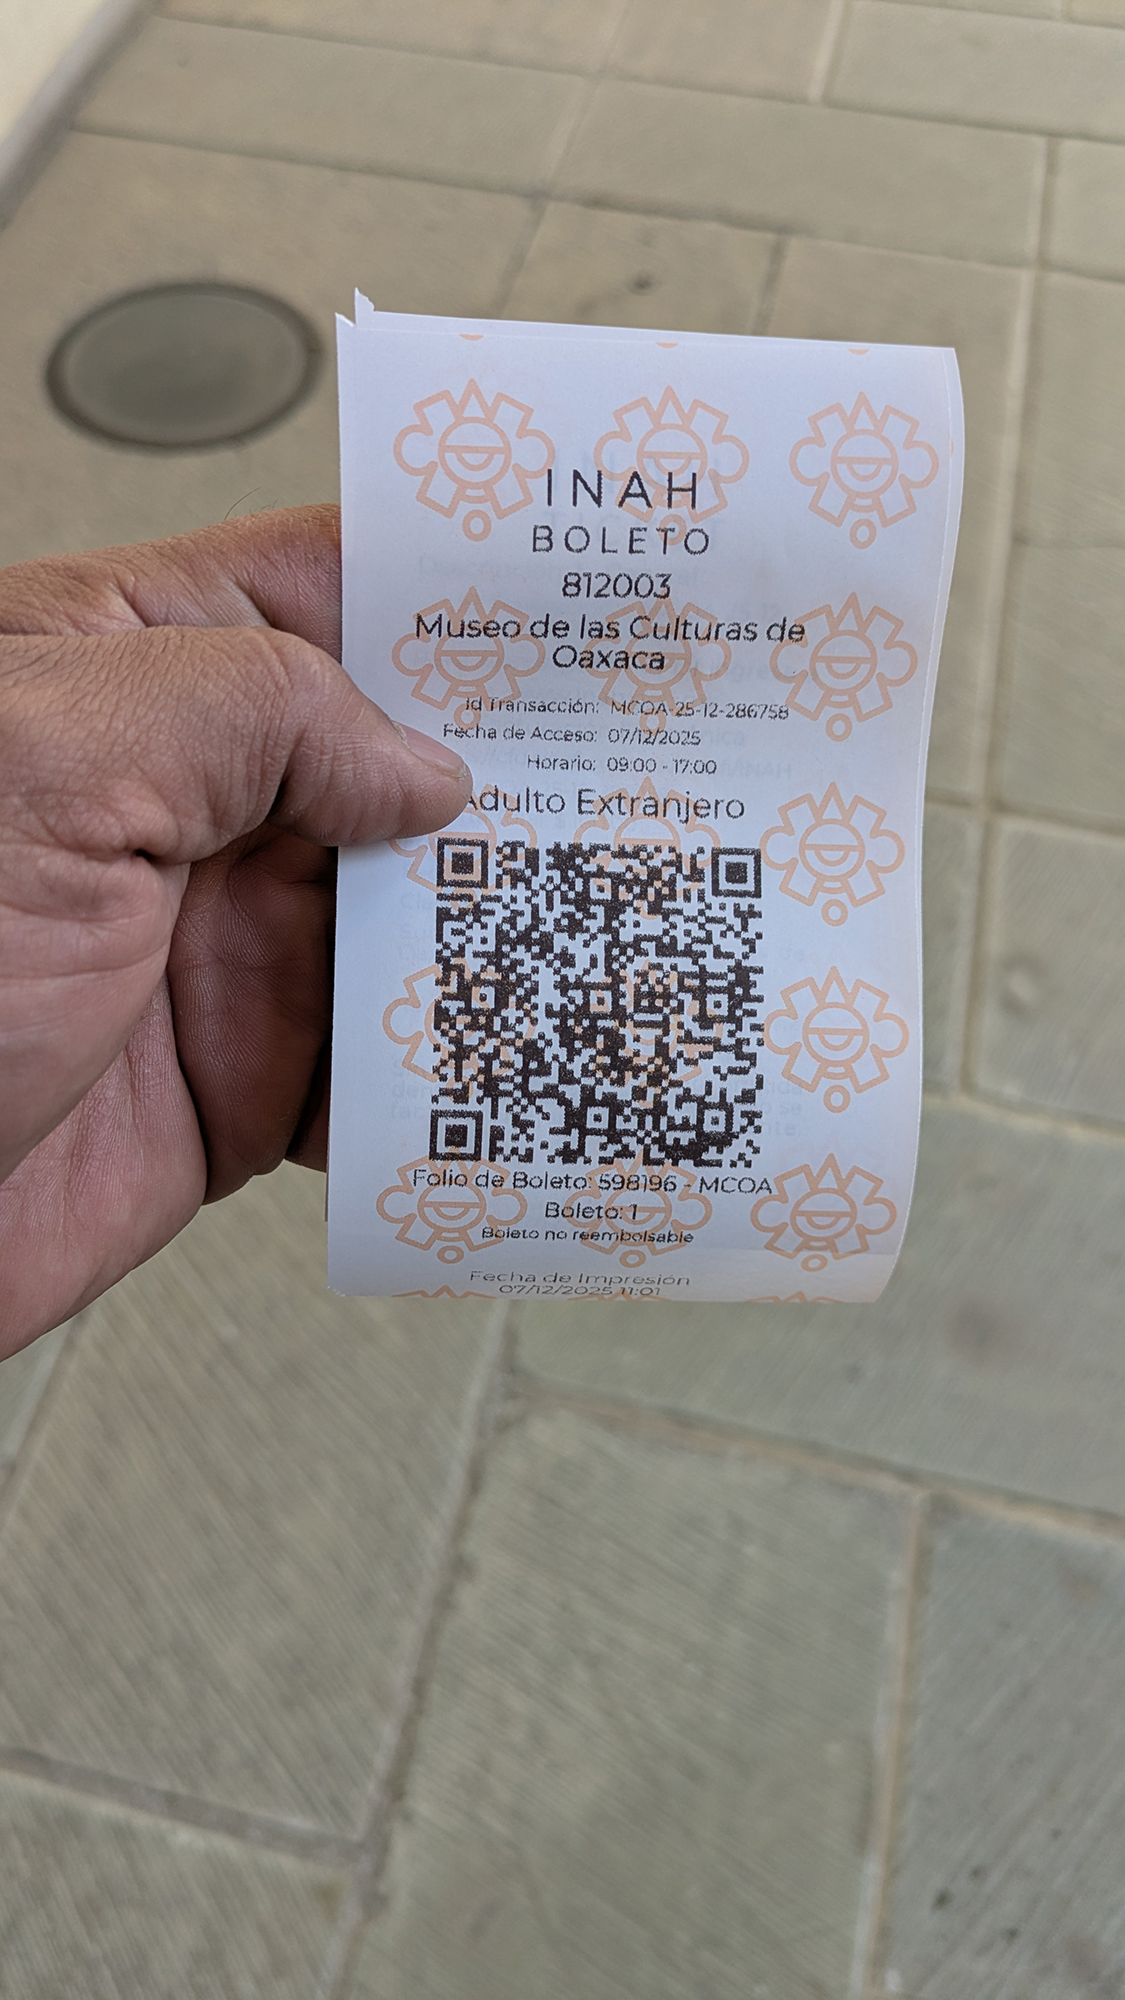 INAH
BOLETO
812003
Museo de las Culturas de
Oaxaca
Id Transacción: MCOA-25-12-286758
Fecha de Acceso: 07/12/2025
Horario: 09:00 - 17:00
Adulto Extranjero
Folio de Boleto: 598196 - MCOA
Boleto: 1
Boleto no reembolsable
Fecha de Impresión
07/12/2025 11:01